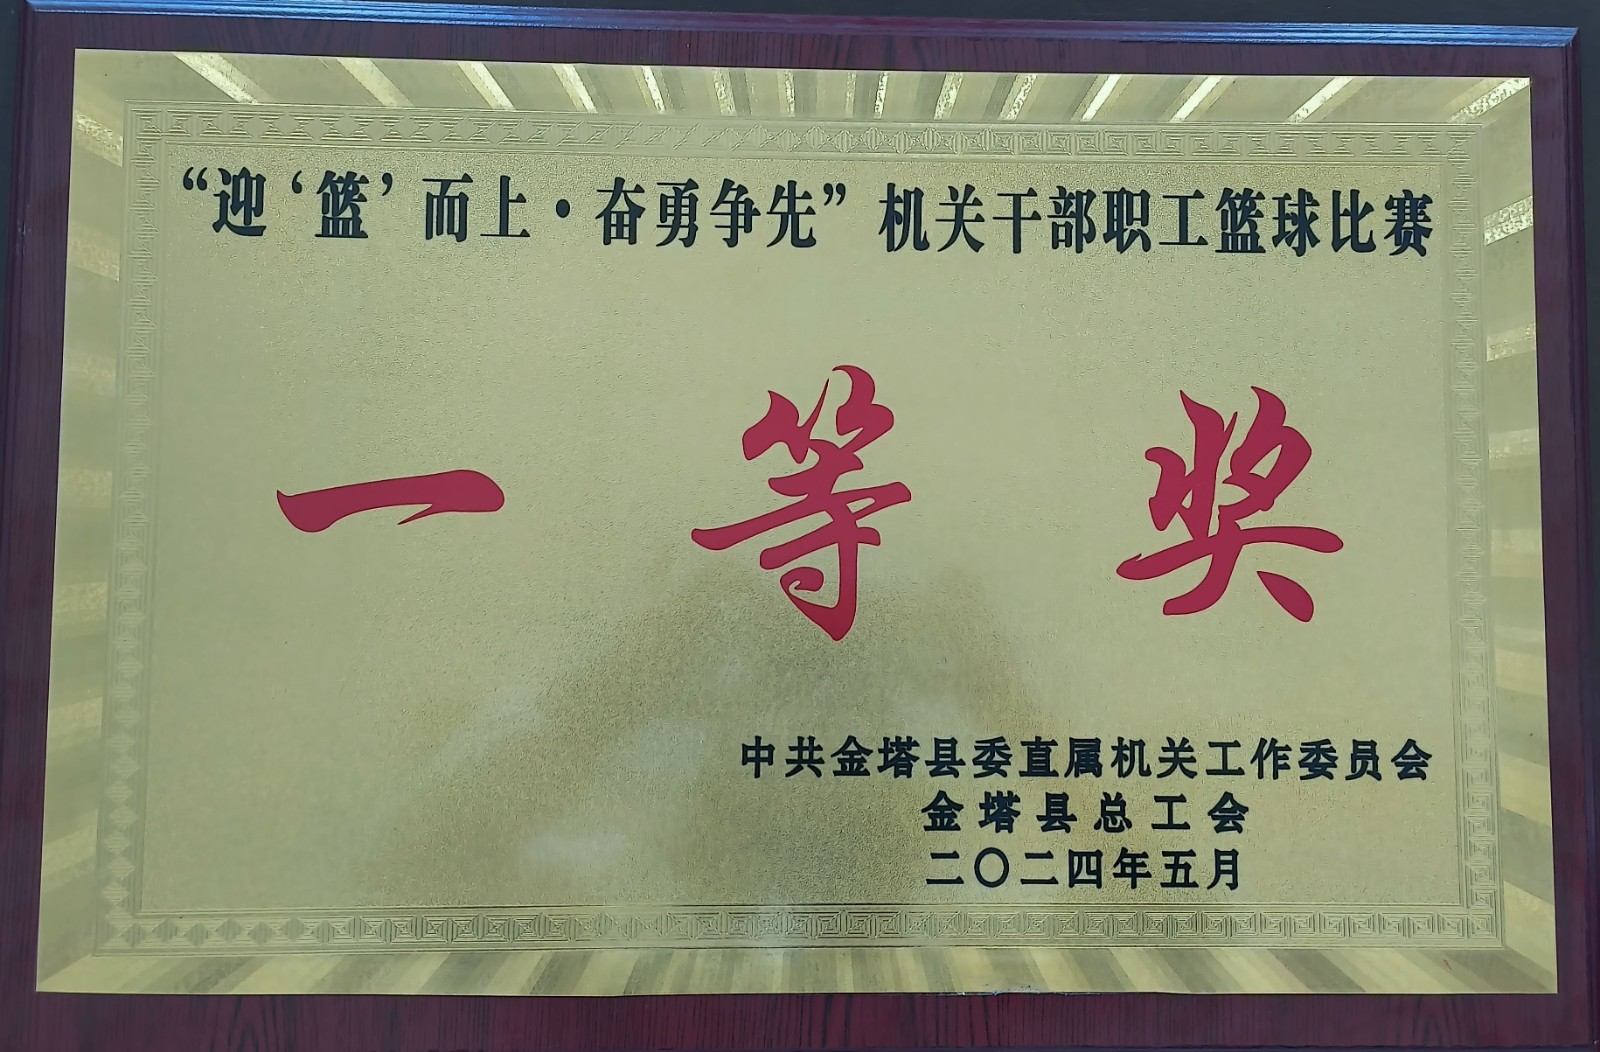 “迎‘篮’而上·奋勇争先”机关干部职工篮球比赛
一等奖
中共金塔县委直属机关工作委员会
金塔县总工会
二〇二四年五月